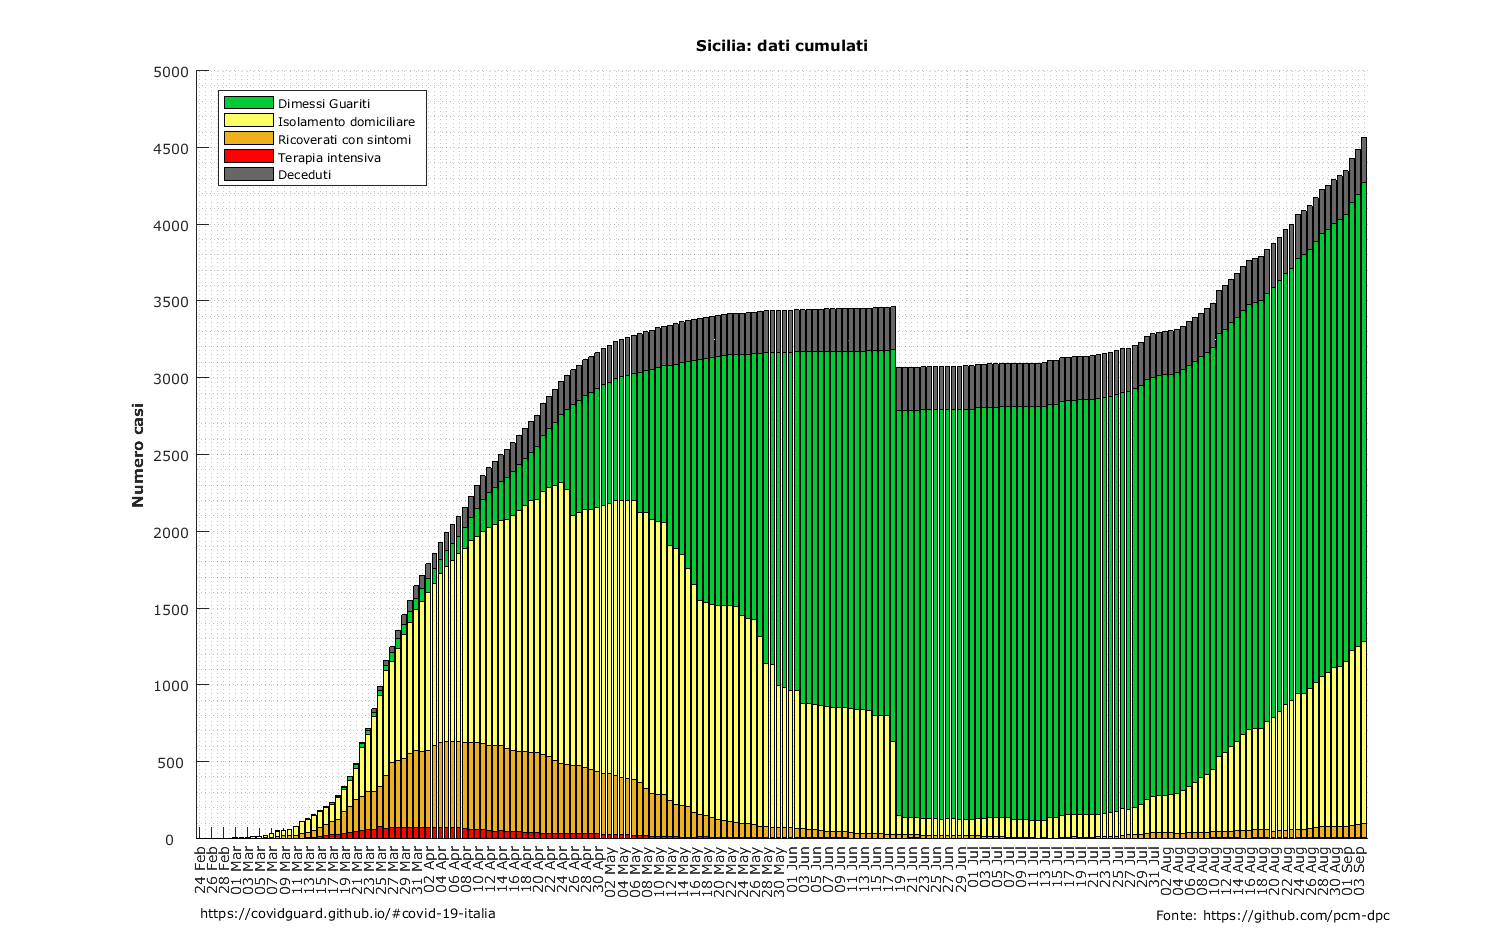 Sicilia: dati cumulati
5000
4500
4000
3500
3000
2500
2000
1500
1000
500
0
Numero casi
Dimessi Guariti
Isolamento domiciliare
Ricoverati con sintomi
Terapia intensiva
Deceduti
24 Feb
26 Feb
28 Feb
01 Mar
03 Mar
05 Mar
07 Mar
09 Mar
11 Mar
13 Mar
15 Mar
17 Mar
19 Mar
21 Mar
23 Mar
25 Mar
27 Mar
29 Mar
31 Mar
02 Apr
04 Apr
06 Apr
08 Apr
10 Apr
12 Apr
14 Apr
16 Apr
18 Apr
20 Apr
22 Apr
24 Apr
26 Apr
28 Apr
30 Apr
02 May
04 May
06 May
08 May
10 May
12 May
14 May
16 May
18 May
20 May
22 May
24 May
26 May
28 May
30 May
01 Jun
03 Jun
05 Jun
07 Jun
09 Jun
11 Jun
13 Jun
15 Jun
17 Jun
19 Jun
21 Jun
23 Jun
25 Jun
27 Jun
29 Jun
01 Jul
03 Jul
05 Jul
07 Jul
09 Jul
11 Jul
13 Jul
15 Jul
17 Jul
19 Jul
21 Jul
23 Jul
25 Jul
27 Jul
29 Jul
31 Jul
02 Aug
04 Aug
06 Aug
08 Aug
10 Aug
12 Aug
14 Aug
16 Aug
18 Aug
20 Aug
22 Aug
24 Aug
26 Aug
28 Aug
30 Aug
01 Sep
03 Sep
https://covidguard.github.io/#covid-19-italia
Fonte: https://github.com/pcm-dpc